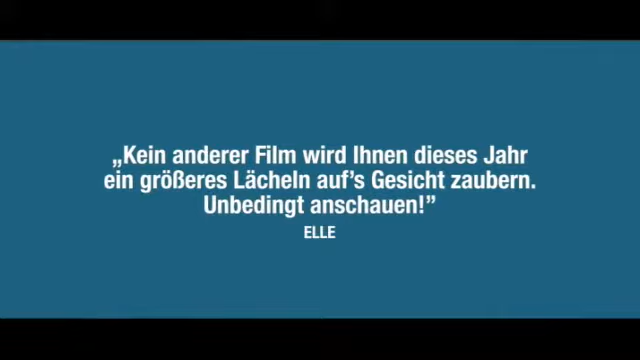 „Kein anderer Film wird Ihnen dieses Jahr
ein größeres Lächeln auf’s Gesicht zaubern.
Unbedingt anschauen!”
ELLE